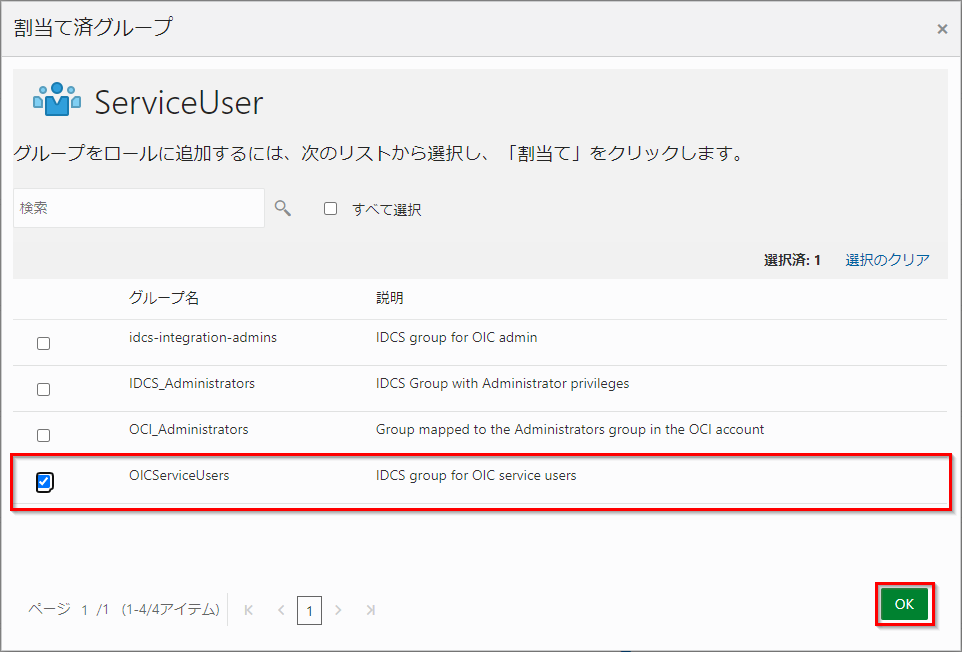 割当て済グループ
×
ServiceUser
グループをロールに追加するには、次のリストから選択し、「割当て」をクリックします。
検索 すべて選択
選択済: 1 選択のクリア
グループ名 説明
idcs-integration-admins IDCS group for OIC admin
IDCS_Administrators IDCS Group with Administrator privileges
OCI_Administrators Group mapped to the Administrators group in the OCI account
OICServiceUsers IDCS group for OIC service users
ページ 1 /1 (1-4/4アイテム) 1
OK